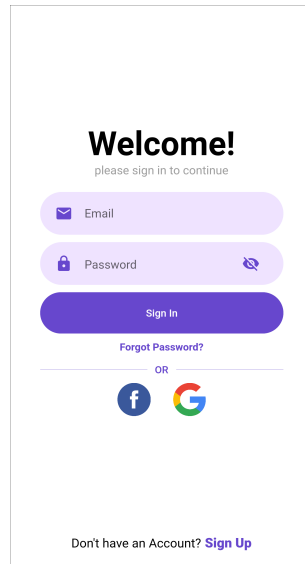 Welcome!
please sign in to continue
Email
Password
Sign In
Forgot Password?
OR
Don't have an Account? Sign Up